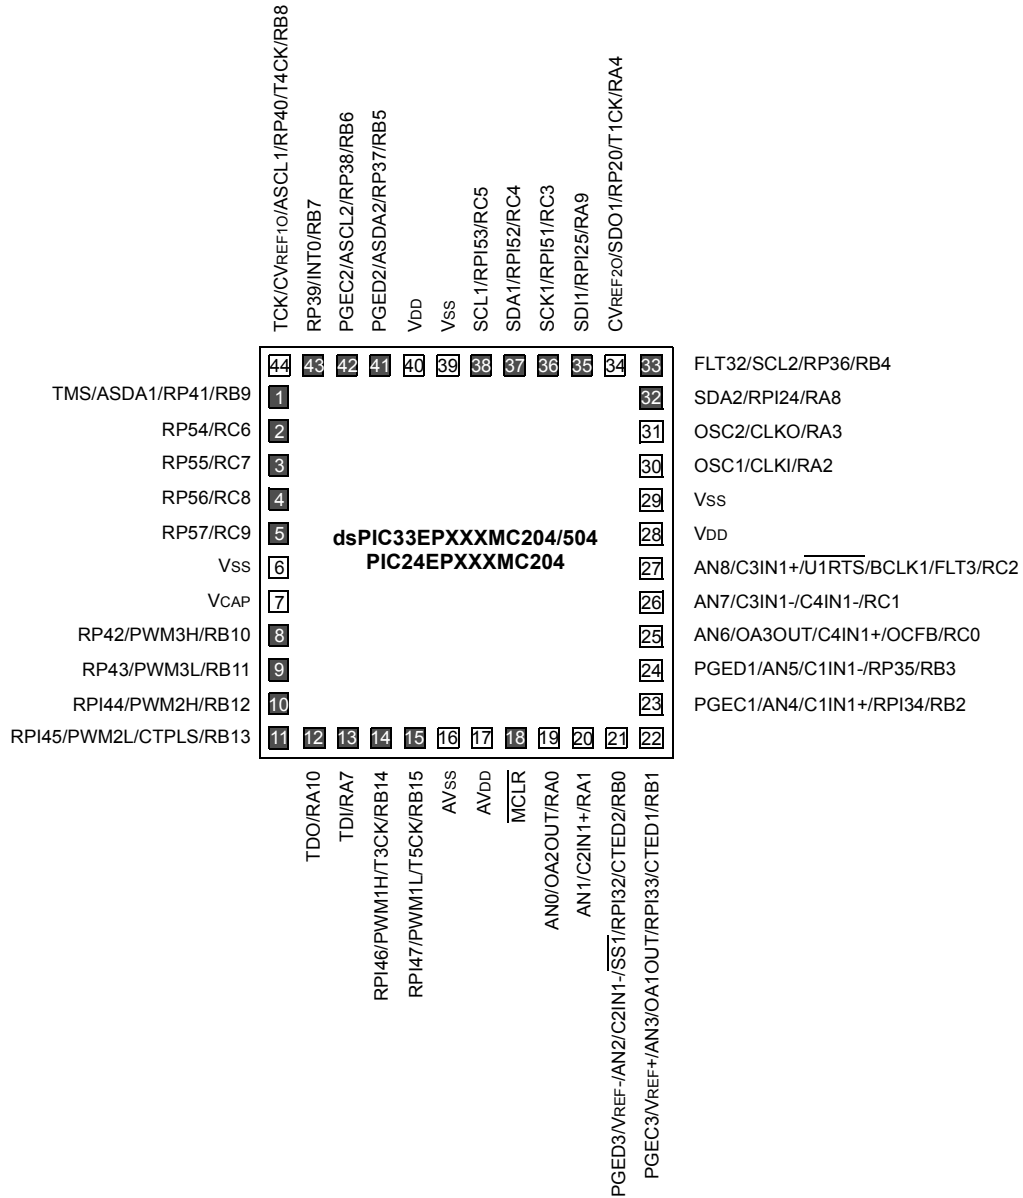 TCK/CVREF1O/ASCL1/RP40/T4CK/RB8
RP39/INT0/RB7
PGEC2/ASCL2/RP38/RB6
PGED2/ASDA2/RP37/RB5
VDD
VSS
SCL1/RPI53/RC5
SDA1/RPI52/RC4
SCK1/RPI51/RC3
SDI1/RPI25/RA9
CVREF2O/SDO1/RP20/T1CK/RA4
44 43 42 41 40 39 38 37 36 35 34 33
FLT32/SCL2/RP36/RB4
TMS/ASDA1/RP41/RB9 1
32 SDA2/RPI24/RA8
RP54/RC6 2
31 OSC2/CLKO/RA3
RP55/RC7 3
30 OSC1/CLKI/RA2
RP56/RC8 4
29 VSS
RP57/RC9 5
28 VDD
dsPIC33EPXXXMC204/504
PIC24EPXXXMC204
VSS 6
27 AN8/C3IN1+/U1RTS/BCLK1/FLT3/RC2
VCAP 7
26 AN7/C3IN1-/C4IN1-/RC1
RP42/PWM3H/RB10 8
25 AN6/OA3OUT/C4IN1+/OCFB/RC0
RP43/PWM3L/RB11 9
24 PGED1/AN5/C1IN1-/RP35/RB3
RPI44/PWM2H/RB12 10
23 PGEC1/AN4/C1IN1+/RPI34/RB2
RPI45/PWM2L/CTPLS/RB13
11 12 13 14 15 16 17 18 19 20 21 22
TDO/RA10
TDI/RA7
RPI46/PWM1H/T3CK/RB14
RPI47/PWM1L/T5CK/RB15
AVSS
AVDD
MCLR
AN0/OA2OUT/RA0
AN1/C2IN1+/RA1
PGED3/VREF-/AN2/C2IN1-/SS1/RPI32/CTED2/RB0
PGEC3/VREF+/AN3/OA1OUT/RPI33/CTED1/RB1